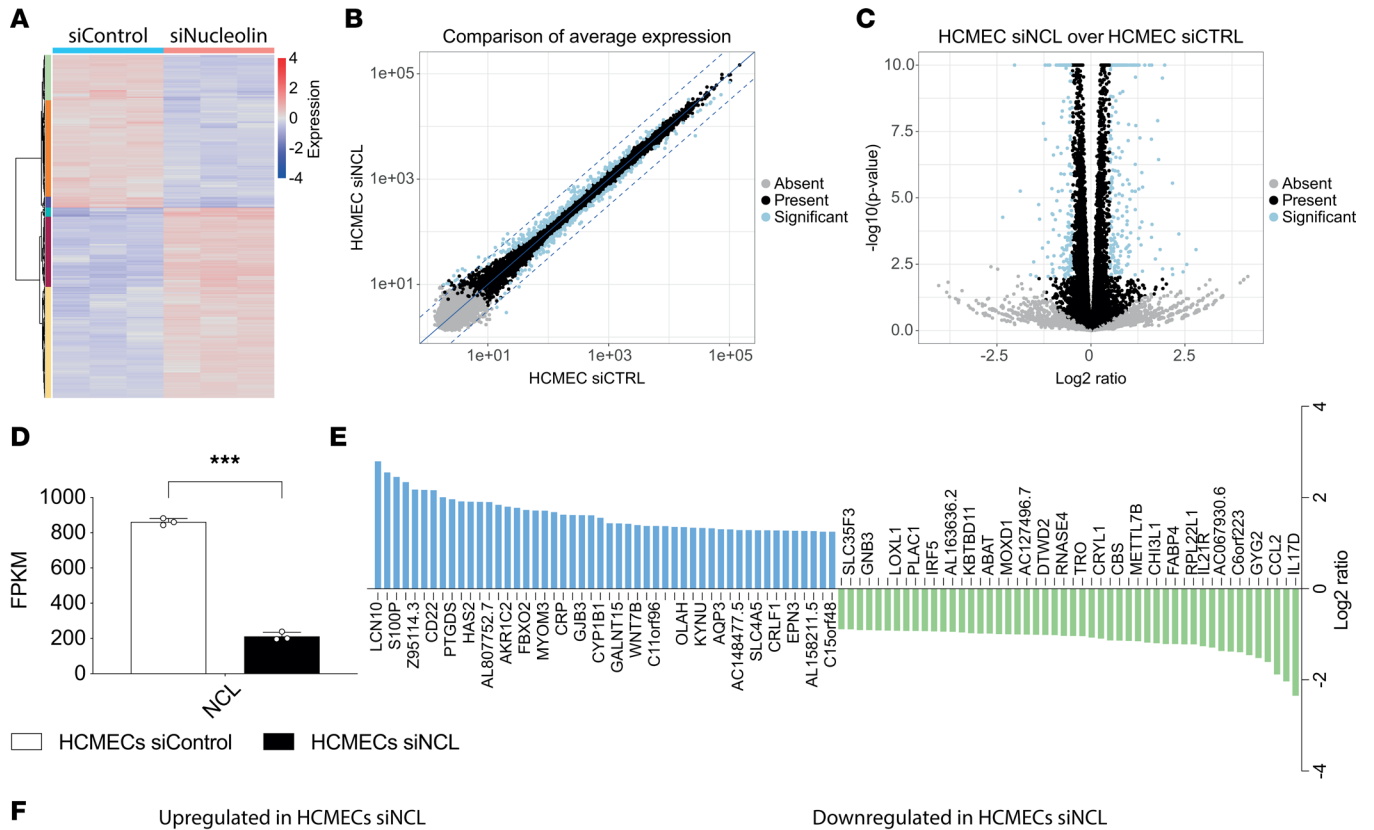 A
siControl siNucleolin
4
2
0
-2
-4
Expression
B
Comparison of average expression
1e+05
1e+03
1e+01
HCMEC siNCL
1e+01 1e+03 1e+05
HCMEC siCTRL
Absent
Present
Significant
C
HCMEC siNCL over HCMEC siCTRL
10.0
7.5
5.0
2.5
0.0
-log10(p-value)
-2.5 0 2.5
Log2 ratio
Absent
Present
Significant
D
***
1000
800
600
400
200
0
FPKM
NCL
HCMECs siControl HCMECs siNCL
E
LCN10
S100P
Z95114.3
CD22
PTGDS
HAS2
AL807752.7
AKR1C2
FBXO2
MYOM3
CRP
GJB3
CYP1B1
GALNT15
WNT7B
C11orf96
OLAH
KYNU
AQP3
AC148477.5
SLC4A5
CRLF1
EPN3
AL158211.5
C15orf48
SLC35F3
GNB3
LOXL1
PLAC1
IRF5
AL163636.2
KBTBD11
ABAT
MOXD1
AC127496.7
DTWD2
RNASE4
TRO
CRYL1
CBS
METTL7B
CHI3L1
FABP4
RPL22L1
IL21R
AC067930.6
C6orf223
GYG2
CCL2
IL17D
4
2
0
-2
-4
Log2 ratio
F
Upregulated in HCMECs siNCL Downregulated in HCMECs siNCL